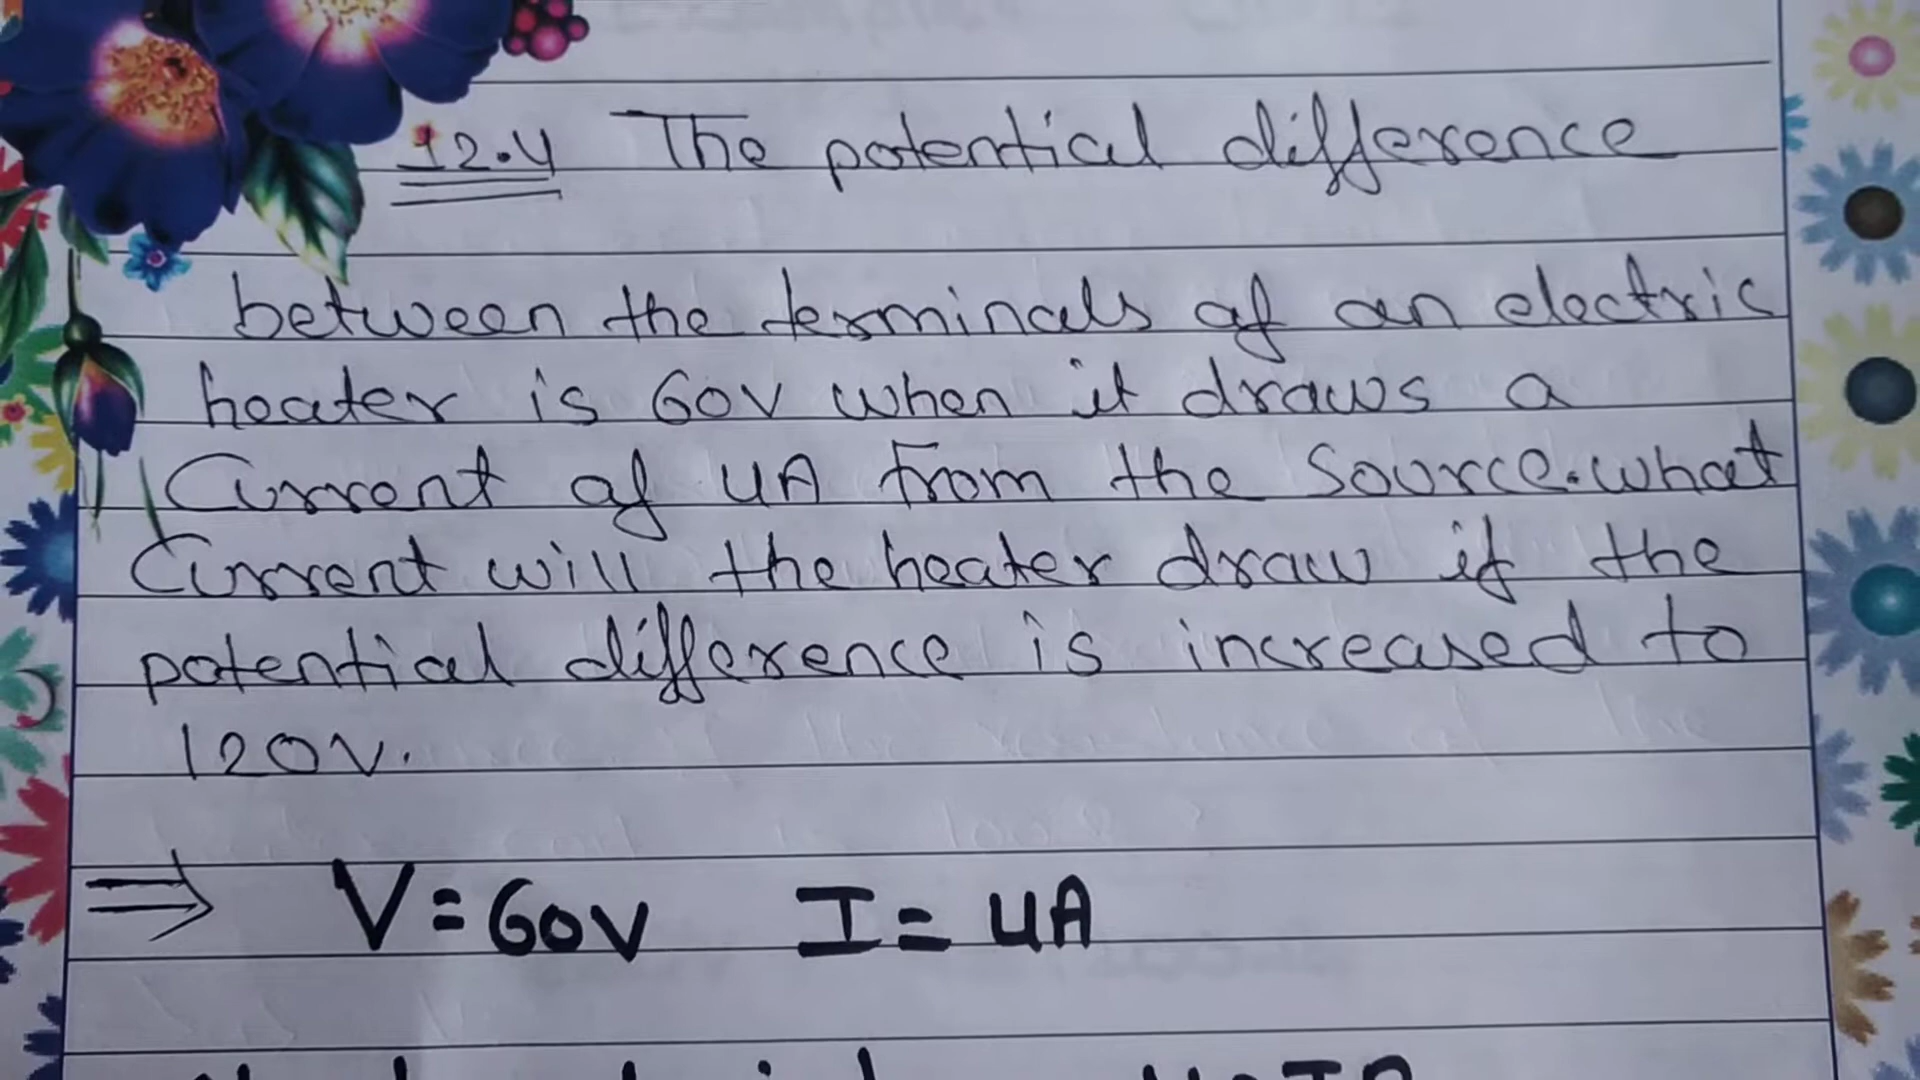 12.4 The potential difference
between the terminals of an electric
heater is 60V when it draws a
Current of 4A from the Source.what
Current will the heater draw if the
potential difference is increased to
120V.
⇒ V=60V I=4A